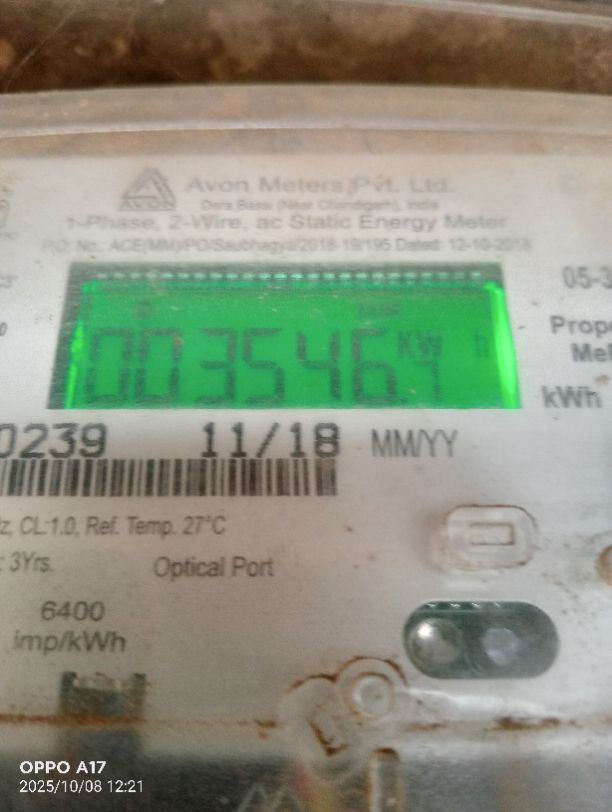 Avon Meters Pvt. Ltd.
AVON
Dera Bassi (Near Chandigarh), India
1-Phase, 2-Wire, ac Static Energy Meter
P.O. No.: ACE(MM)/PO/Saubhagya/2018-19/195 Dated: 12-10-2018
05-3
003546.1 KW h
Prop
kWh
0239 11/18 MM/YY
z, CL:1.0, Ref. Temp. 27°C
3Yrs. Optical Port
6400
imp/kWh
OPPO A17
2025/10/08 12:21